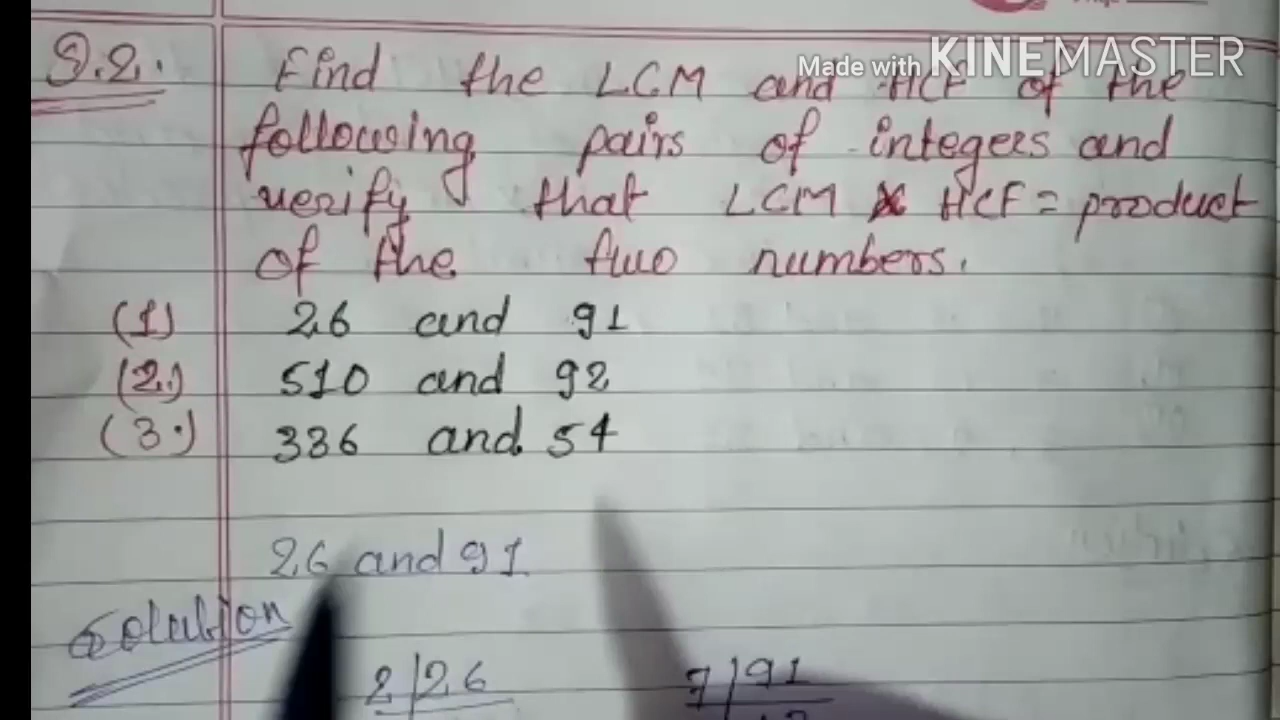 Made with KINEMASTER
Q.2. Find the LCM and HCF of the
following pairs of integers and
verify that LCM × HCF = product
of the two numbers.
(1) 26 and 91
(2.) 510 and 92
(3.) 336 and 54
26 and 91
Solution
2 26 7 91